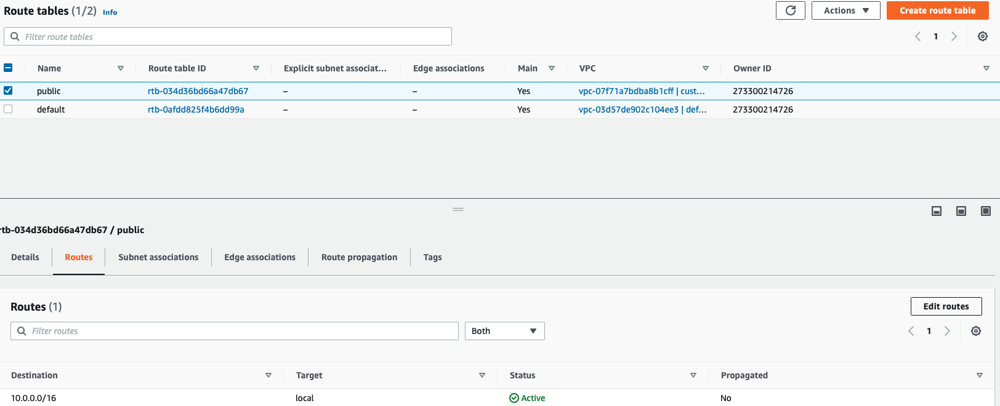 Route tables (1/2) Info
Actions
Create route table
Filter route tables
1
Name Route table ID Explicit subnet associat... Edge associations Main VPC Owner ID
public rtb-034d36bd66a47db67 – – Yes vpc-07f71a7bdba8b1cff | cust... 273300214726
default rtb-0afdd825f4b6dd99a – – Yes vpc-03d57de902c104ee3 | def... 273300214726
rtb-034d36bd66a47db67 / public
Details Routes Subnet associations Edge associations Route propagation Tags
Routes (1)
Edit routes
Filter routes
Both
1
Destination Target Status Propagated
10.0.0.0/16 local Active No